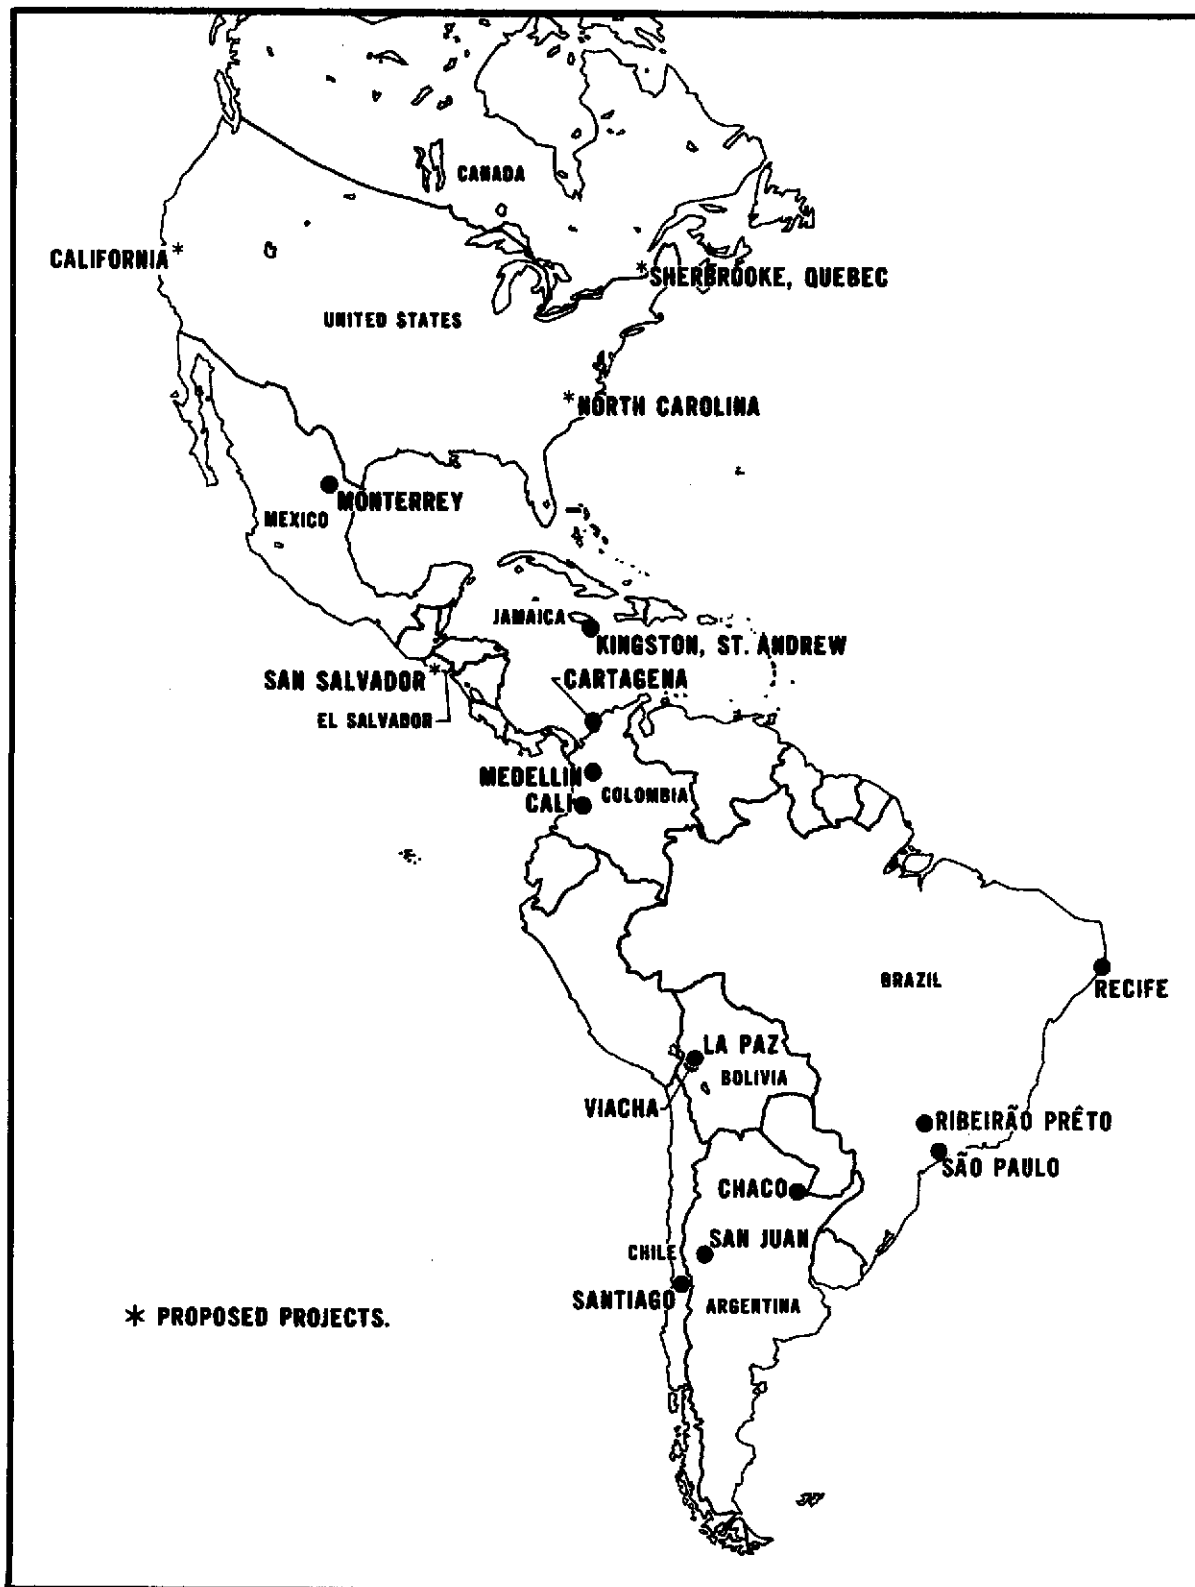 CANADA
CALIFORNIA *
* SHERBROOKE, QUEBEC
UNITED STATES
* NORTH CAROLINA
MONTERREY
MEXICO
JAMAICA
KINGSTON, ST. ANDREW
SAN SALVADOR *
CARTAGENA
EL SALVADOR
MEDELLIN
COLOMBIA
CALI
BRAZIL
RECIFE
LA PAZ
BOLIVIA
VIACHA
RIBEIRÃO PRÊTO
SÃO PAULO
CHACO
SAN JUAN
CHILE
SANTIAGO
ARGENTINA
* PROPOSED PROJECTS.